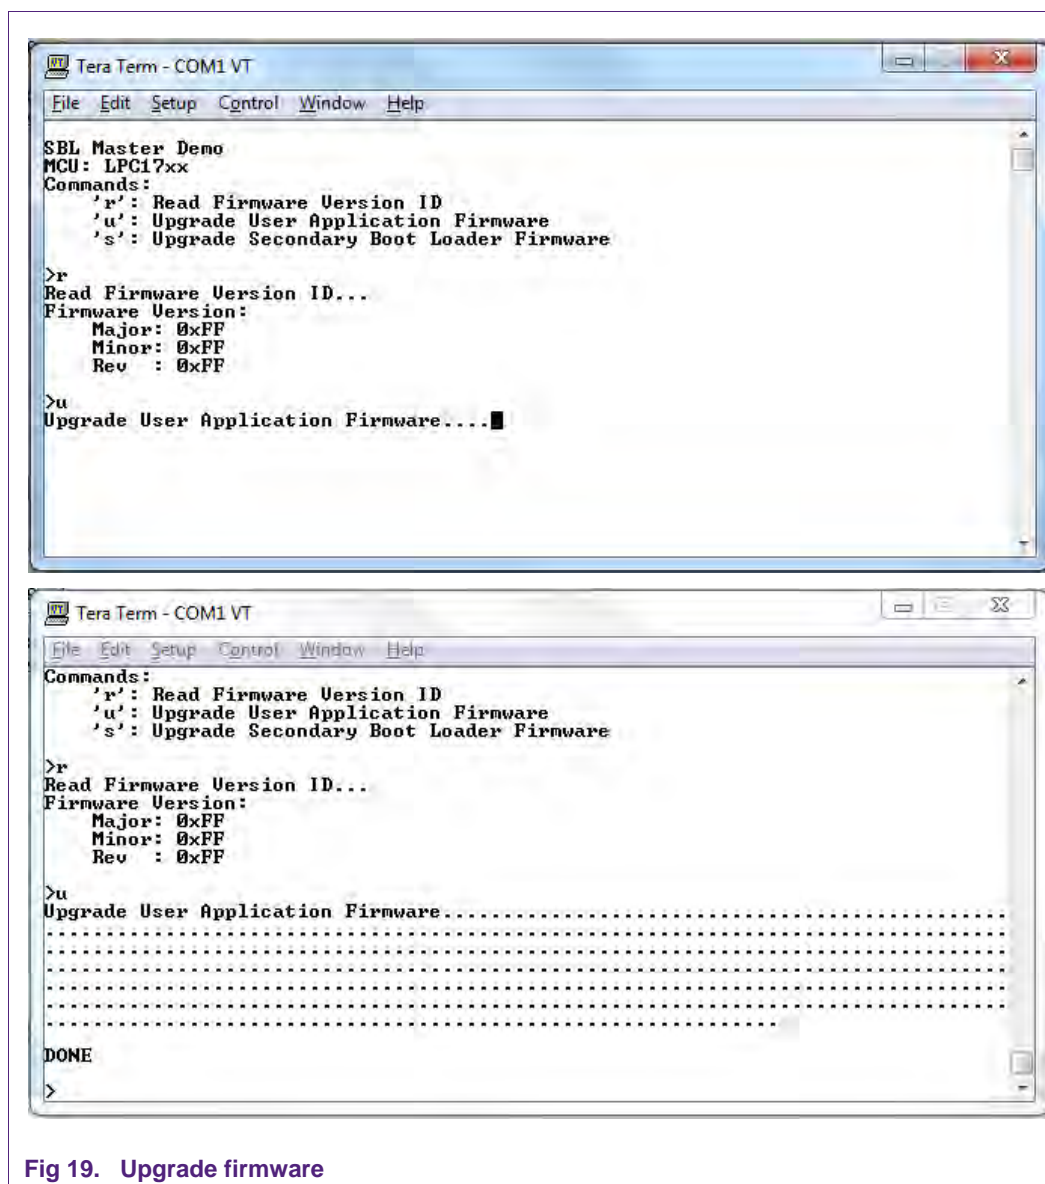 Tera Term - COM1 VT
File Edit Setup Control Window Help
SBL Master Demo
MCU: LPC17xx
Commands:
'r': Read Firmware Version ID
'u': Upgrade User Application Firmware
's': Upgrade Secondary Boot Loader Firmware
>r
Read Firmware Version ID...
Firmware Version:
Major: 0xFF
Minor: 0xFF
Rev : 0xFF
>u
Upgrade User Application Firmware....
Tera Term - COM1 VT
File Edit Setup Control Window Help
Commands:
'r': Read Firmware Version ID
'u': Upgrade User Application Firmware
's': Upgrade Secondary Boot Loader Firmware
>r
Read Firmware Version ID...
Firmware Version:
Major: 0xFF
Minor: 0xFF
Rev : 0xFF
>u
Upgrade User Application Firmware...............................................
................................................................................
................................................................................
................................................................................
................................................................................
................................................................................
.............................................................
DONE
>
Fig 19. Upgrade firmware